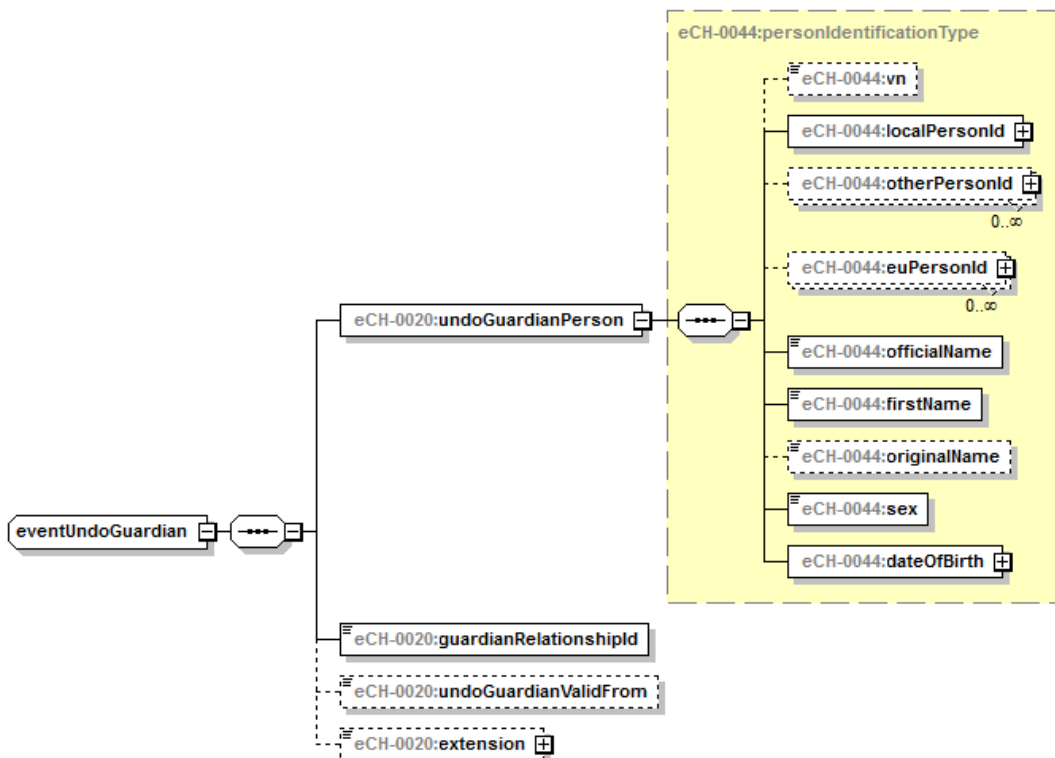 eCH-0044:personIdentificationType
eCH-0044:vn
eCH-0044:localPersonId
eCH-0044:otherPersonId
0..∞
eCH-0044:euPersonId
0..∞
eCH-0020:undoGuardianPerson
eCH-0044:officialName
eCH-0044:firstName
eCH-0044:originalName
eCH-0044:sex
eventUndoGuardian
eCH-0044:dateOfBirth
eCH-0020:guardianRelationshipId
eCH-0020:undoGuardianValidFrom
eCH-0020:extension